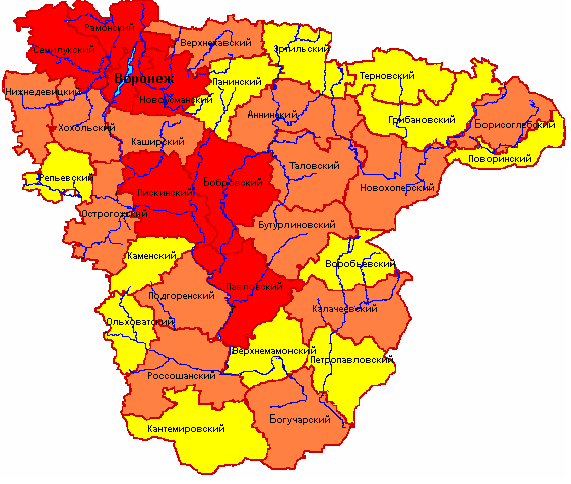 Рамонский
Верхнехавский
Семилукский
Эртильский
Воронеж
Терновский
Панинский
Нижнедевицкий
Новоусманский
Аннинский
Грибановский
Хохольский
Борисоглебский
Каширский
Поворинский
Таловский
Репьевский
Бобровский
Новохоперский
Лискинский
Острогожский
Бутурлиновский
Каменский
Воробьевский
Павловский
Подгоренский
Калачеевский
Ольховатский
Верхнемамонский
Петропавловский
Россошанский
Богучарский
Кантемировский